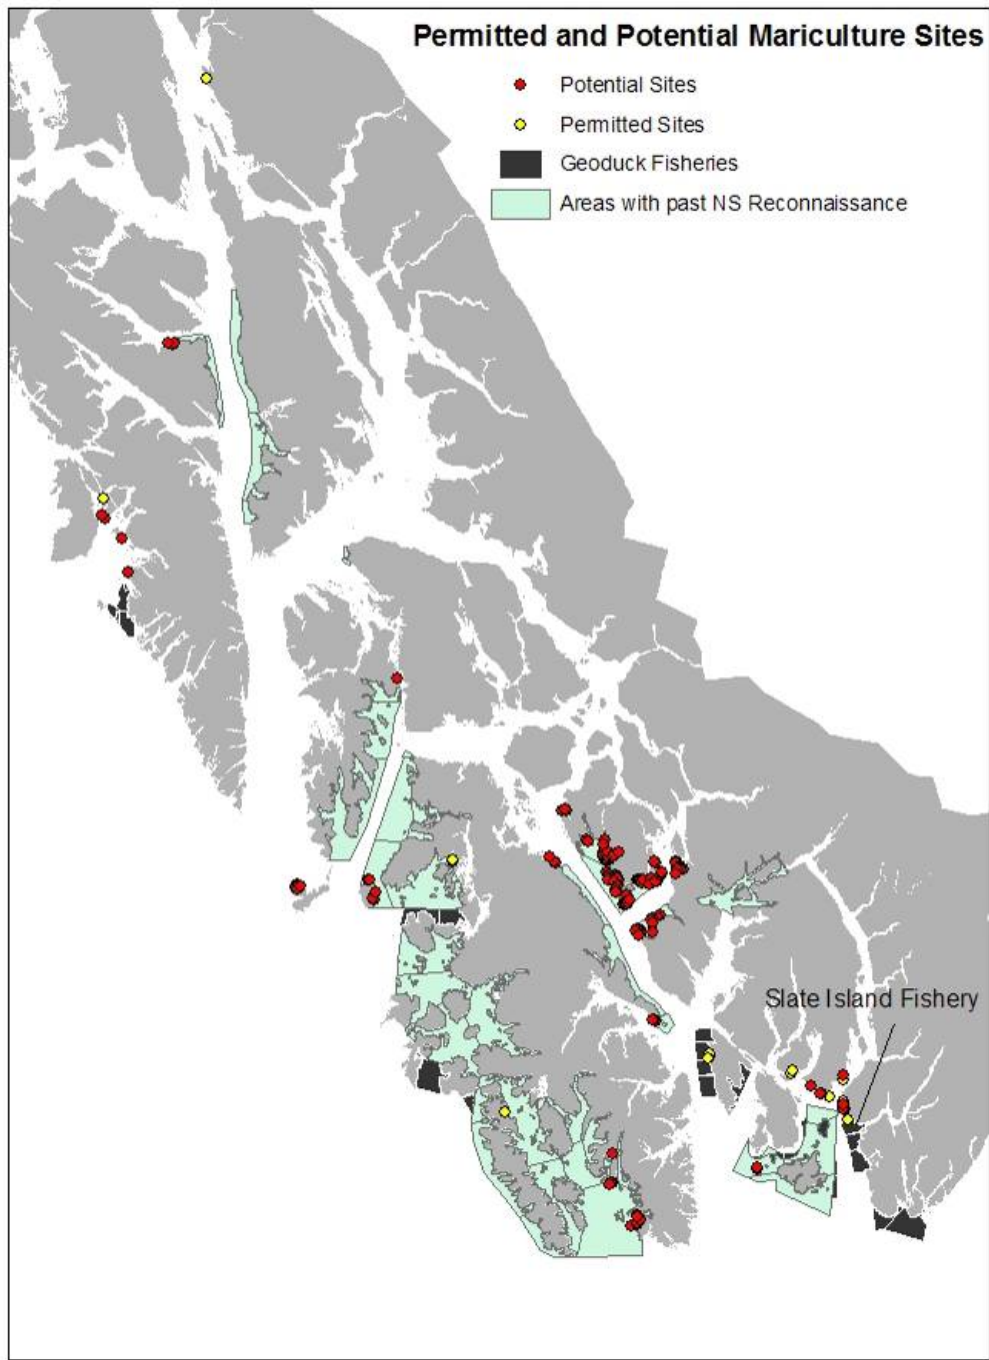 Permitted and Potential Mariculture Sites
Potential Sites
Permitted Sites
Geoduck Fisheries
Areas with past NS Reconnaissance
Slate Island Fishery